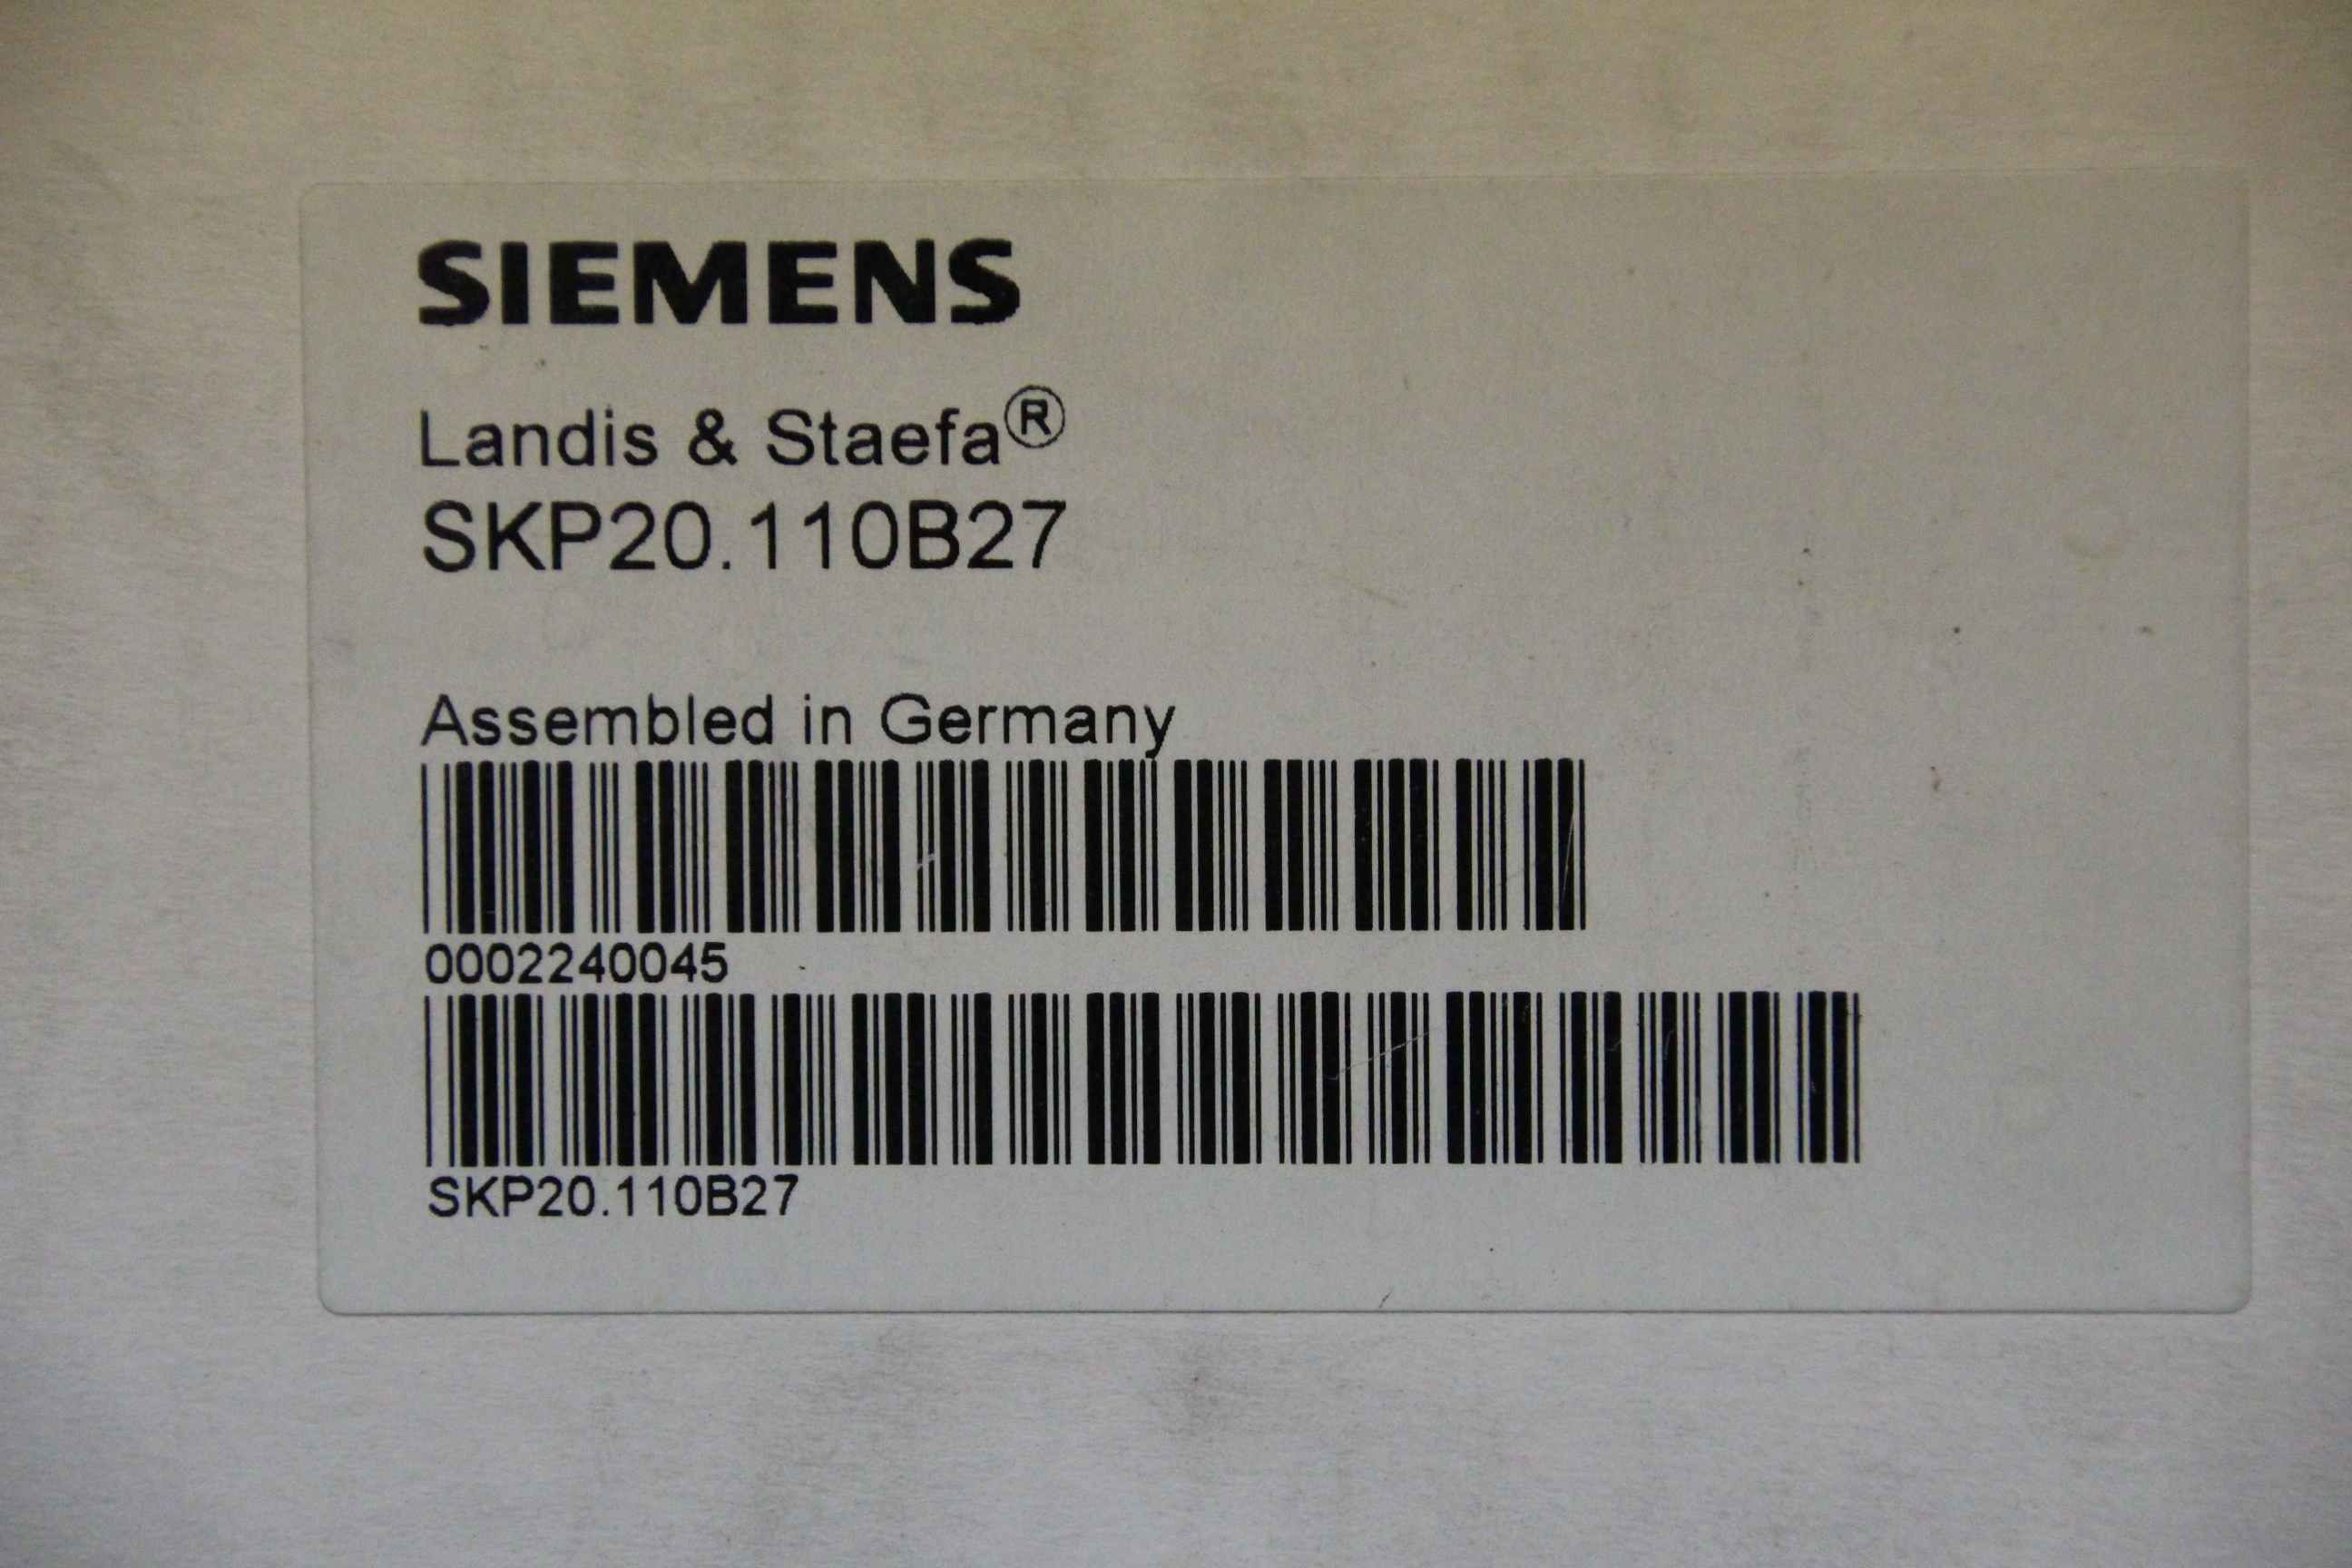 SIEMENS
Landis & Staefa®
SKP20.110B27
Assembled in Germany
0002240045
SKP20.110B27